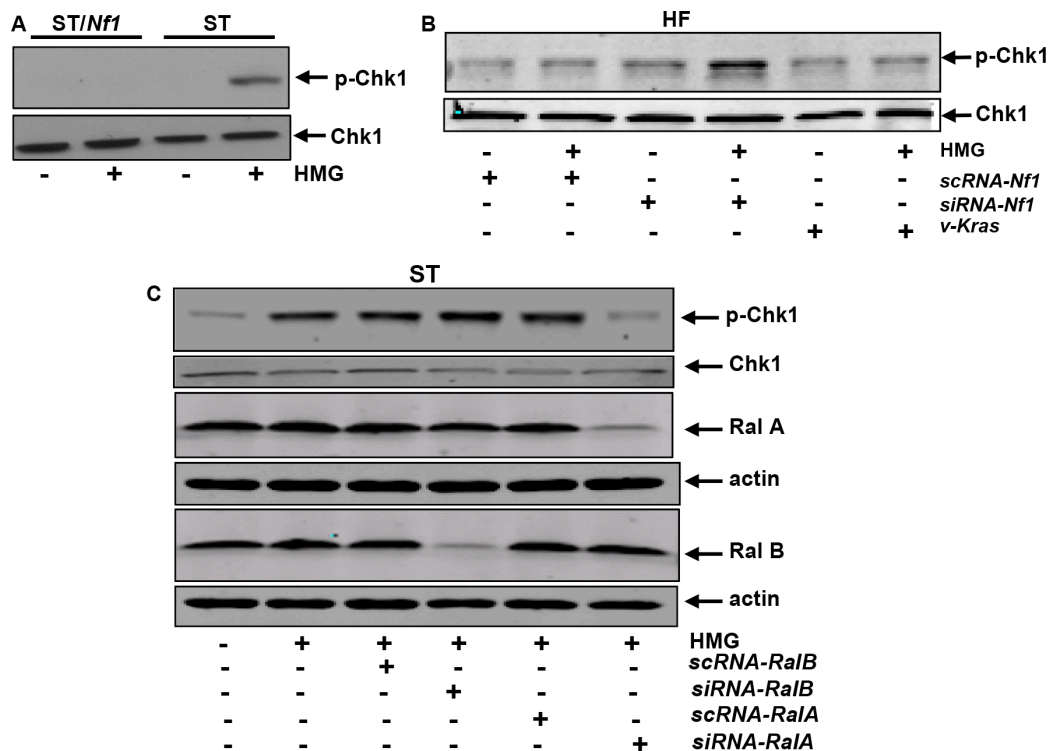 A
ST/Nf1 ST
p-Chk1
Chk1
- + - + HMG
B
HF
p-Chk1
Chk1
- + - + - + HMG
+ + - - - - scRNA-Nf1
- - + + - - siRNA-Nf1
- - - - + + v-Kras
C
ST
p-Chk1
Chk1
Ral A
actin
Ral B
actin
- + + + + + HMG
- - + - - - scRNA-RalB
- - - + - - siRNA-RalB
- - - - + - scRNA-RalA
- - - - - + siRNA-RalA